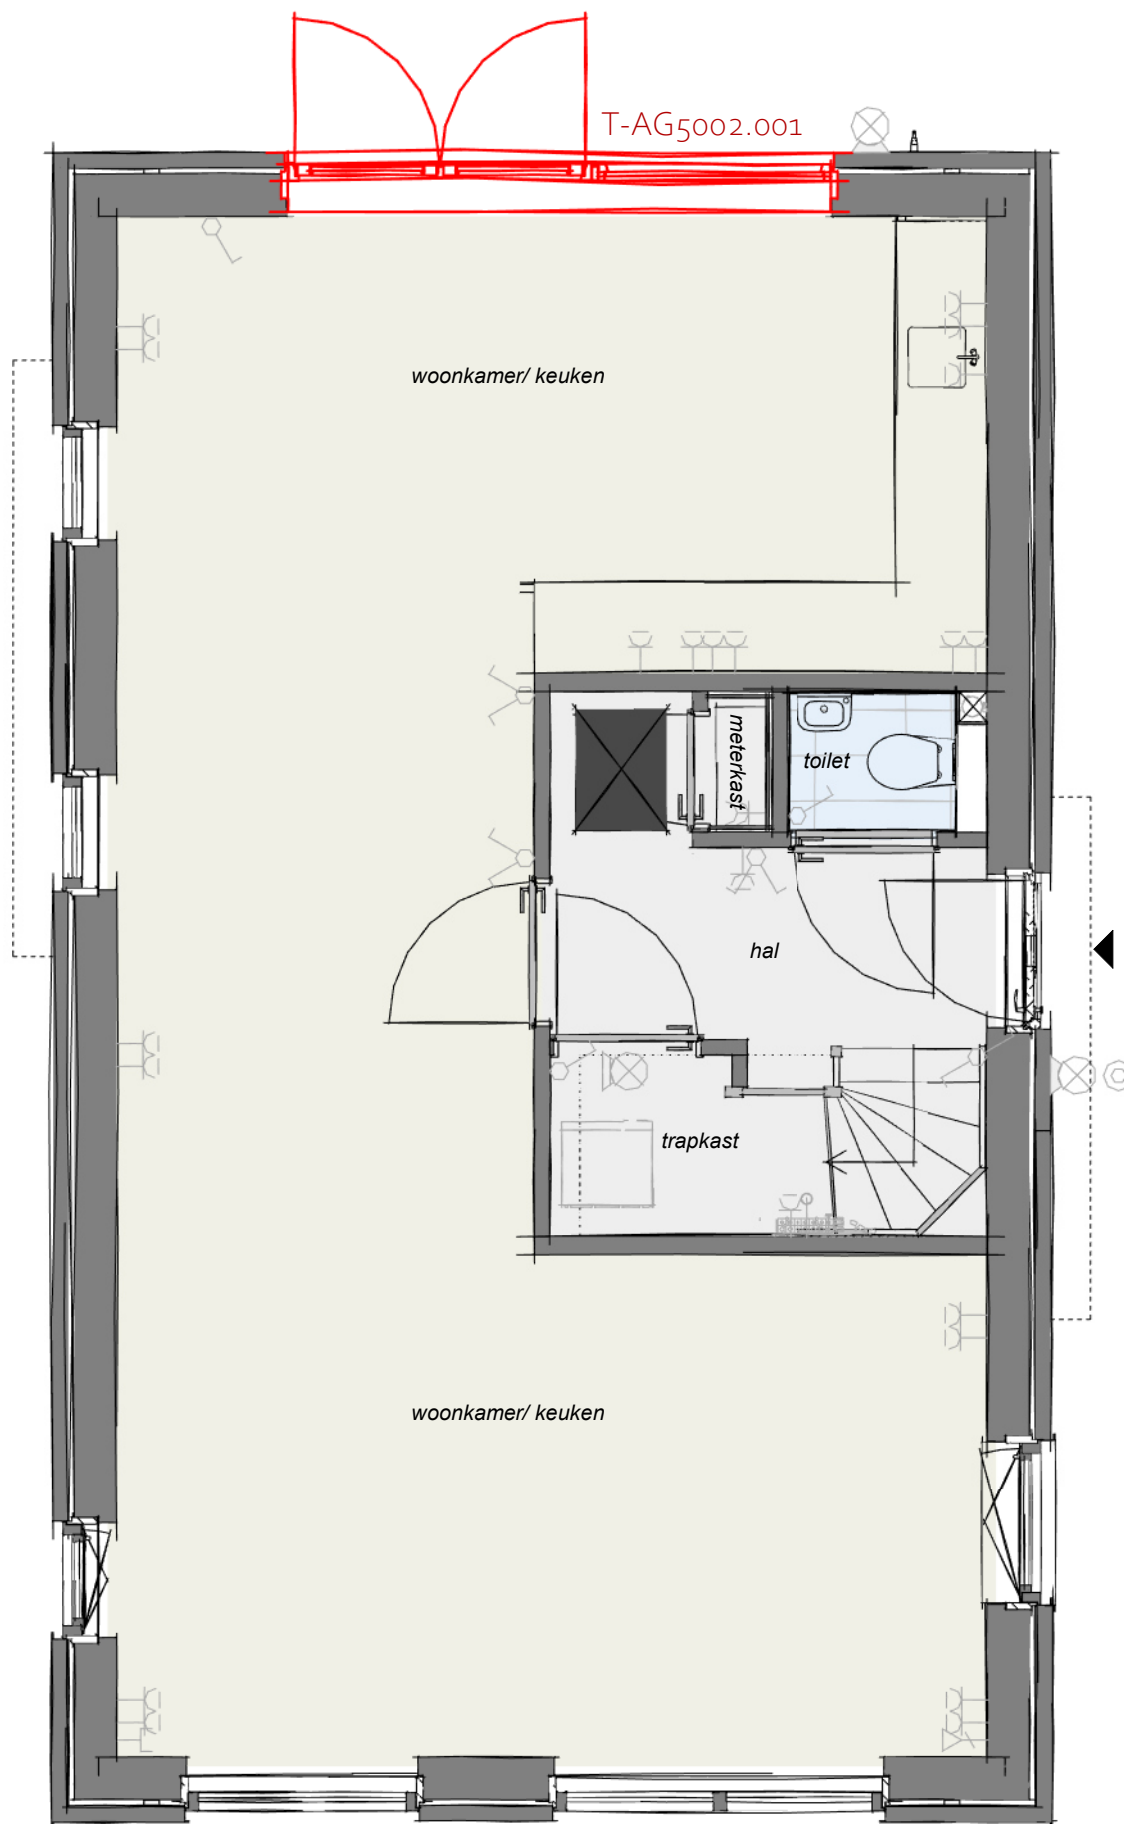 T-AG5002.001
woonkamer/ keuken
meterkast
toilet
hal
trapkast
woonkamer/ keuken